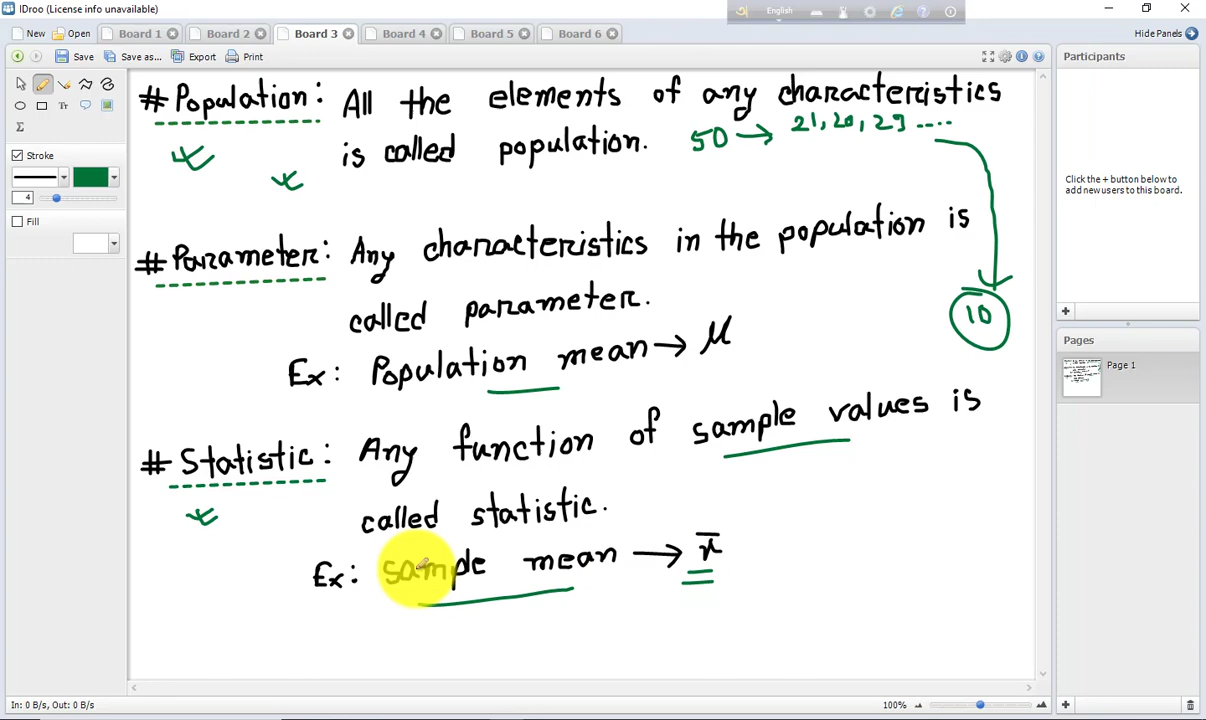 IDroo (License info unavailable)
English
New Open Board 1 Board 2 Board 3 Board 4 Board 5 Board 6 Hide Panels
Save Save as... Export Print
Participants
Click the + button below to
add new users to this board.
Tr
Σ
Stroke
4
Fill
# Population: All the elements of any characteristics
is called population. 50 → 21, 20, 29 ....
# Parameter: Any characteristics in the population is
called parameter.
10
Ex: Population mean → μ
# Statistic: Any function of sample values is
called statistic.
Ex: sample mean → x̄
Pages
Page 1
In: 0 B/s, Out: 0 B/s
100%